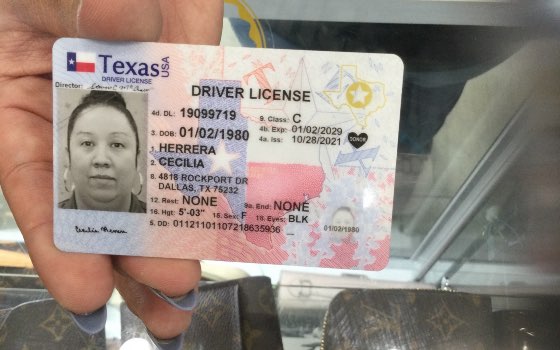 Texas USA
DRIVER LICENSE
Director:
DRIVER LICENSE
4d. DL: 19099719 9. Class: C
3. DOB: 01/02/1980 4b. Exp: 01/02/2029
4a. Iss: 10/28/2021 DONOR
1. HERRERA
2. CECILIA
8. 4818 ROCKPORT DR
DALLAS, TX 75232
12. Rest: NONE 9a. End: NONE
16. Hgt: 5'-03" 15. Sex: F 18. Eyes: BLK
5. DD: 01121101107218635936
01/02/1980